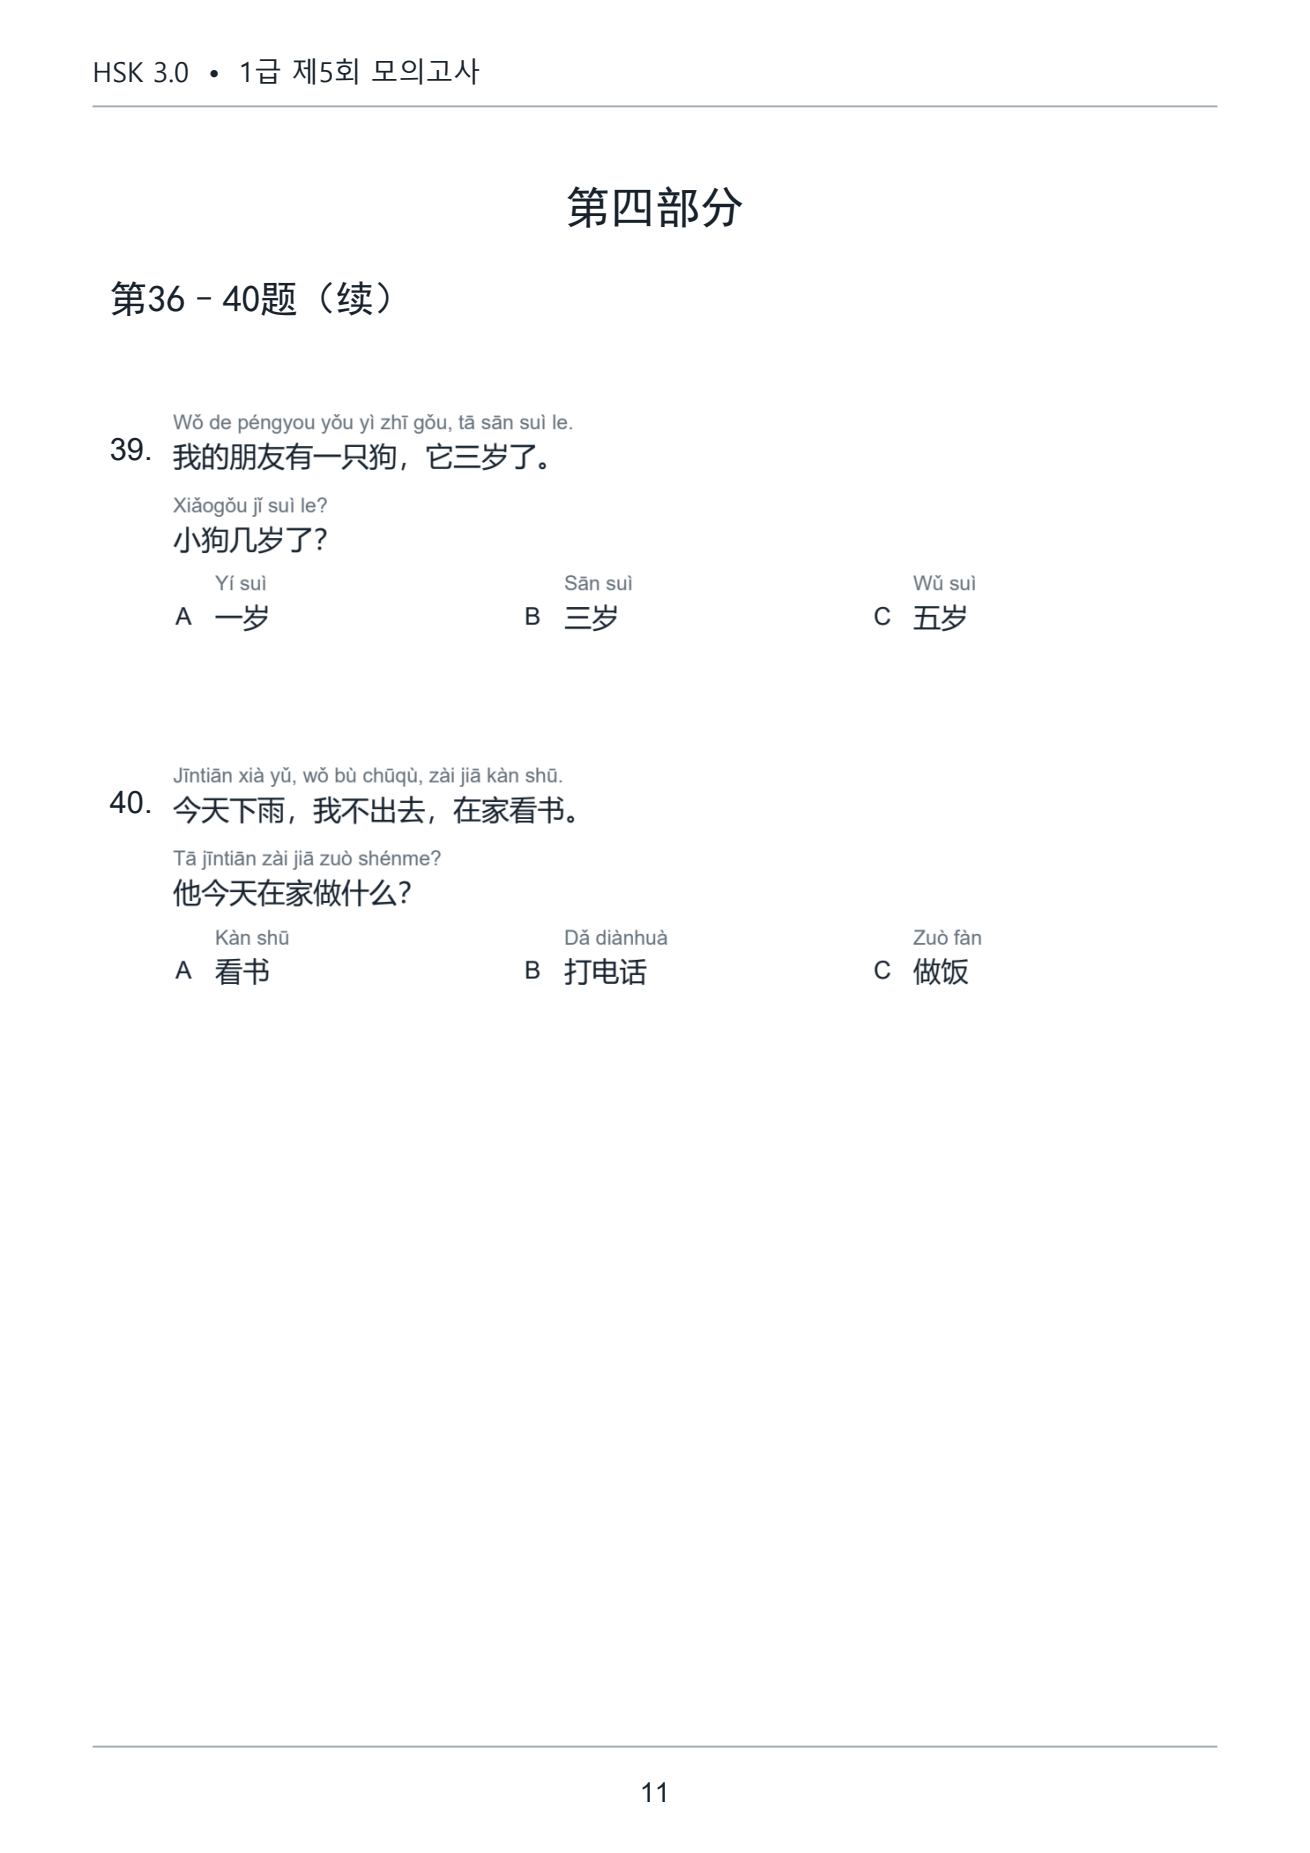 HSK 3.0 • 1급 제5회 모의고사
第四部分
第36－40题（续）
Wǒ de péngyou yǒu yì zhī gǒu, tā sān suì le.
39. 我的朋友有一只狗，它三岁了。
Xiǎogǒu jǐ suì le?
小狗几岁了？
Yí suì Sān suì Wǔ suì
A 一岁 B 三岁 C 五岁
Jīntiān xià yǔ, wǒ bù chūqù, zài jiā kàn shū.
40. 今天下雨，我不出去，在家看书。
Tā jīntiān zài jiā zuò shénme?
他今天在家做什么？
Kàn shū Dǎ diànhuà Zuò fàn
A 看书 B 打电话 C 做饭
11